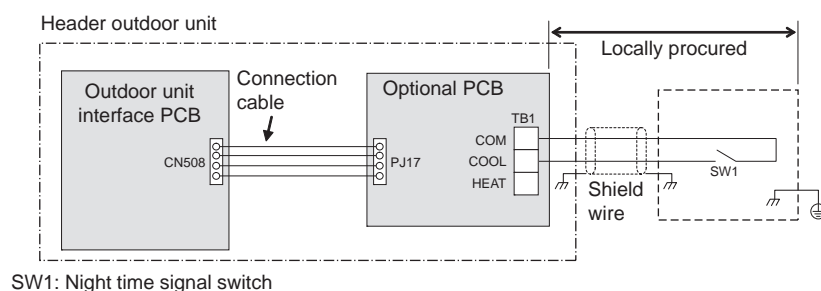 Header outdoor unit
Locally procured
Outdoor unit
interface PCB
Connection
cable
Optional PCB
TB1
COM
COOL
HEAT
CN508
PJ17
SW1
Shield
wire
SW1: Night time signal switch